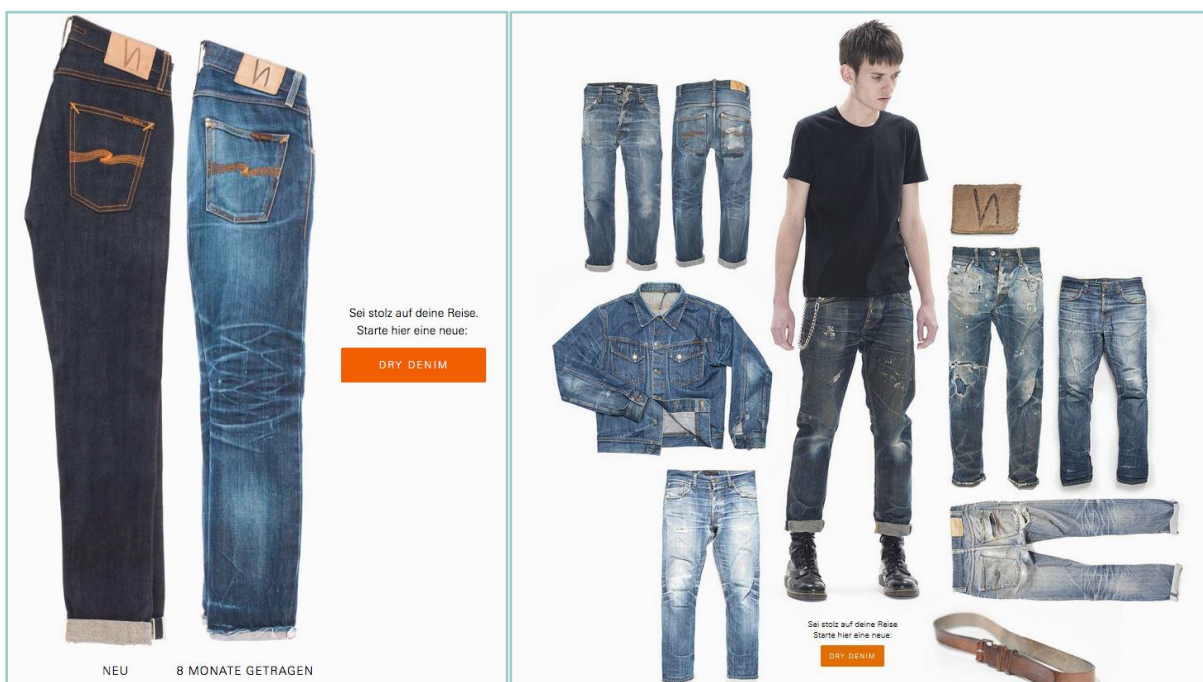 Sei stolz auf deine Reise.
Starte hier eine neue:
DRY DENIM
NEU
8 MONATE GETRAGEN
Sei stolz auf deine Reise
Starte hier eine neue:
DRY DENIM